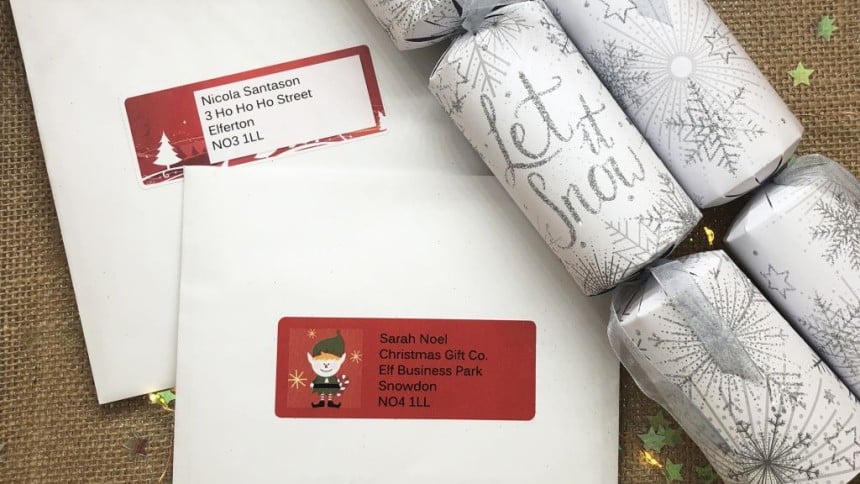 Nicola Santason
3 Ho Ho Ho Street
Elferton
NO3 1LL
Sarah Noel
Christmas Gift Co.
Elf Business Park
Snowdon
NO4 1LL
Let
it
Snow